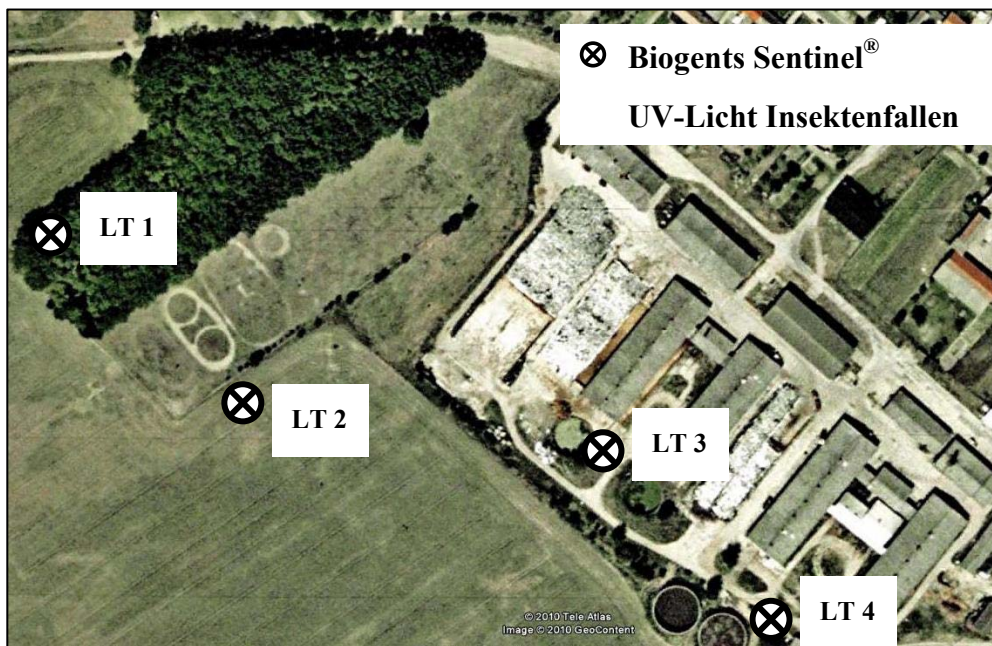 Biogents Sentinel®
UV-Licht Insektenfallen
LT 1
LT 2
LT 3
LT 4
© 2010 Tele Atlas
Image © 2010 GeoContent